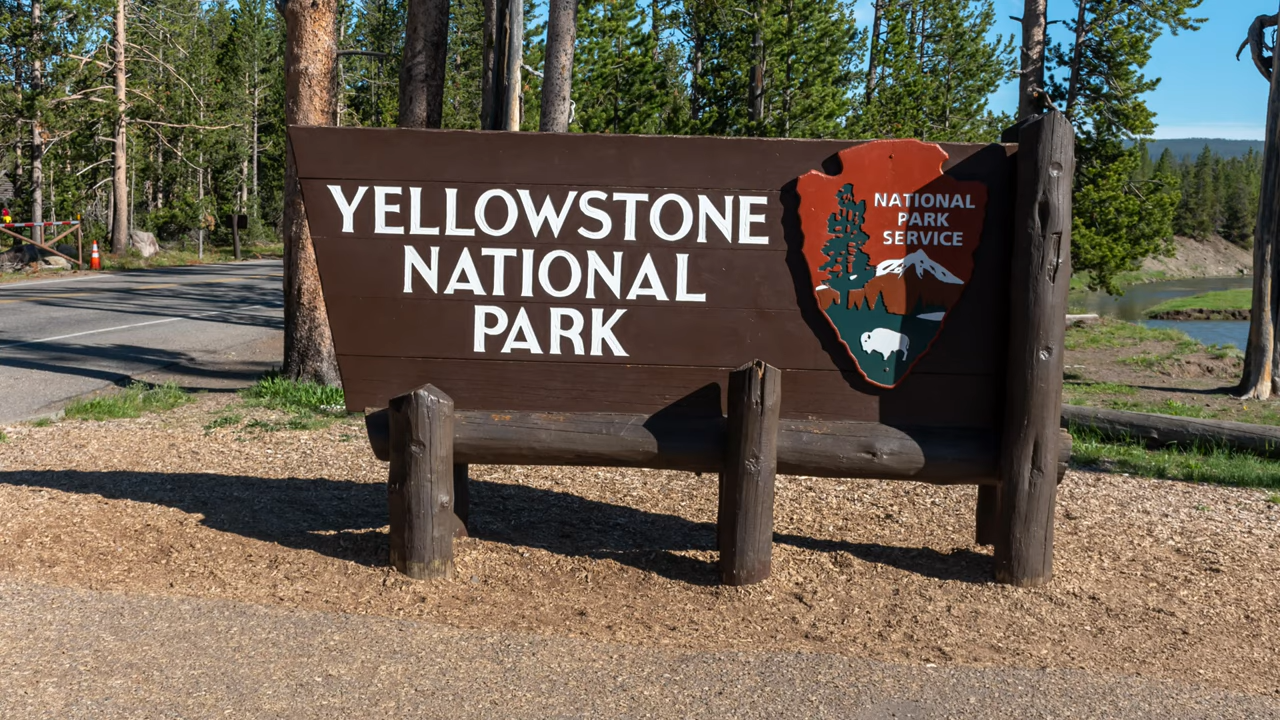 YELLOWSTONE
NATIONAL
PARK
NATIONAL
PARK
SERVICE